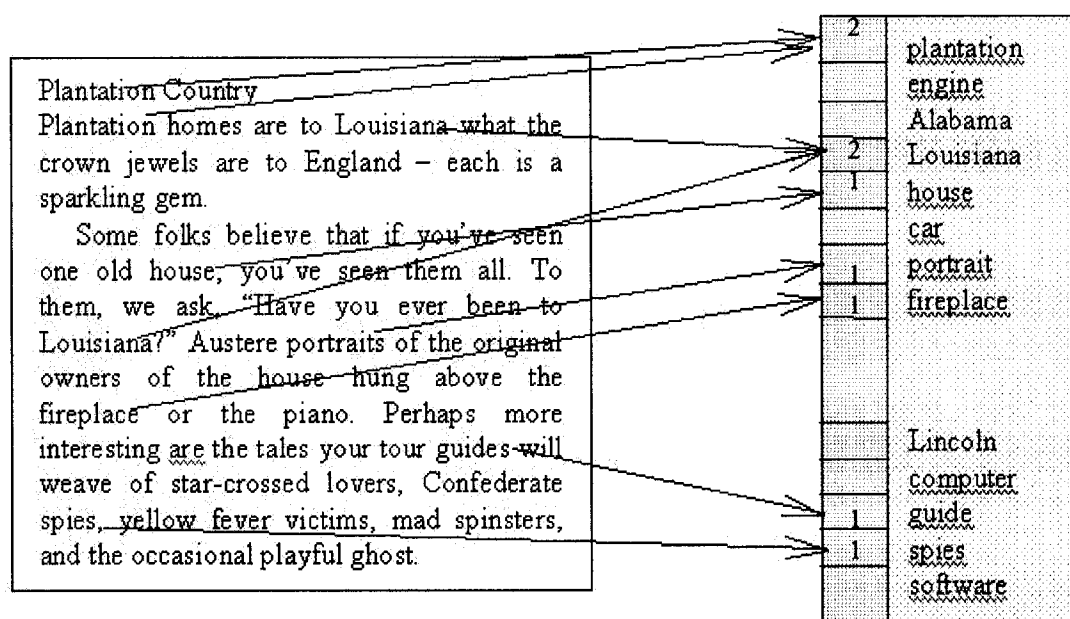 Plantation Country
Plantation homes are to Louisiana what the
crown jewels are to England – each is a
sparkling gem.
Some folks believe that if you've seen
one old house, you've seen them all. To
them, we ask, "Have you ever been to
Louisiana?" Austere portraits of the original
owners of the house hung above the
fireplace or the piano. Perhaps more
interesting are the tales your tour guides will
weave of star-crossed lovers, Confederate
spies, yellow fever victims, mad spinsters,
and the occasional playful ghost.
2 plantation
engine
Alabama
2 Louisiana
1 house
car
1 portrait
1 fireplace
Lincoln
computer
1 guide
1 spies
software